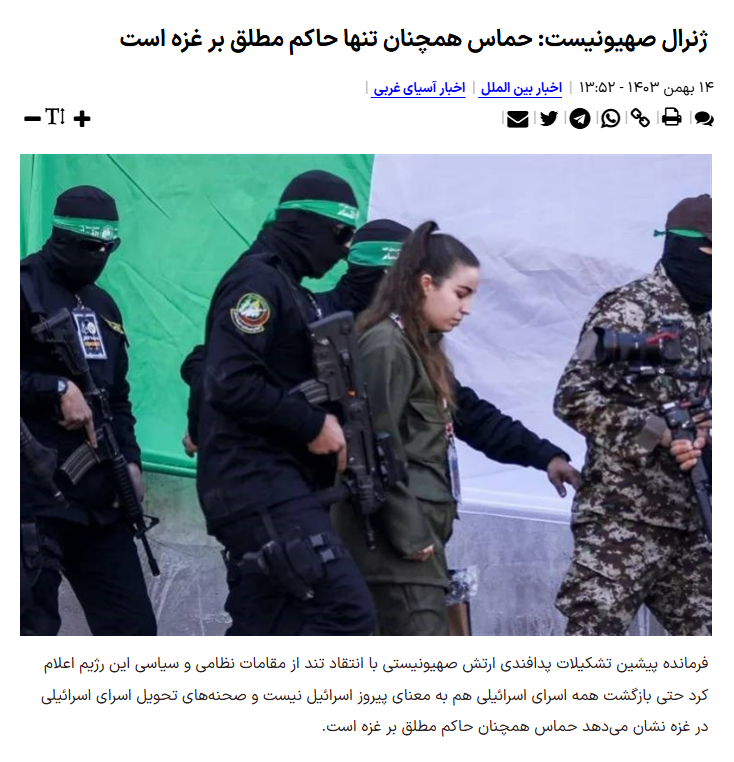 ژنرال صهیونیست: حماس همچنان تنها حاکم مطلق بر غزه است
۱۴ بهمن ۱۴۰۳ - ۱۳:۵۲ | اخبار بین الملل | اخبار آسیای غربی |
فرمانده پیشین تشکیلات پدافندی ارتش صهیونیستی با انتقاد تند از مقامات نظامی و سیاسی این رژیم اعلام
کرد حتی بازگشت همه اسرای اسرائیلی هم به معنای پیروز اسرائیل نیست و صحنه‌های تحویل اسرای اسرائیلی
در غزه نشان می‌دهد حماس همچنان حاکم مطلق بر غزه است.